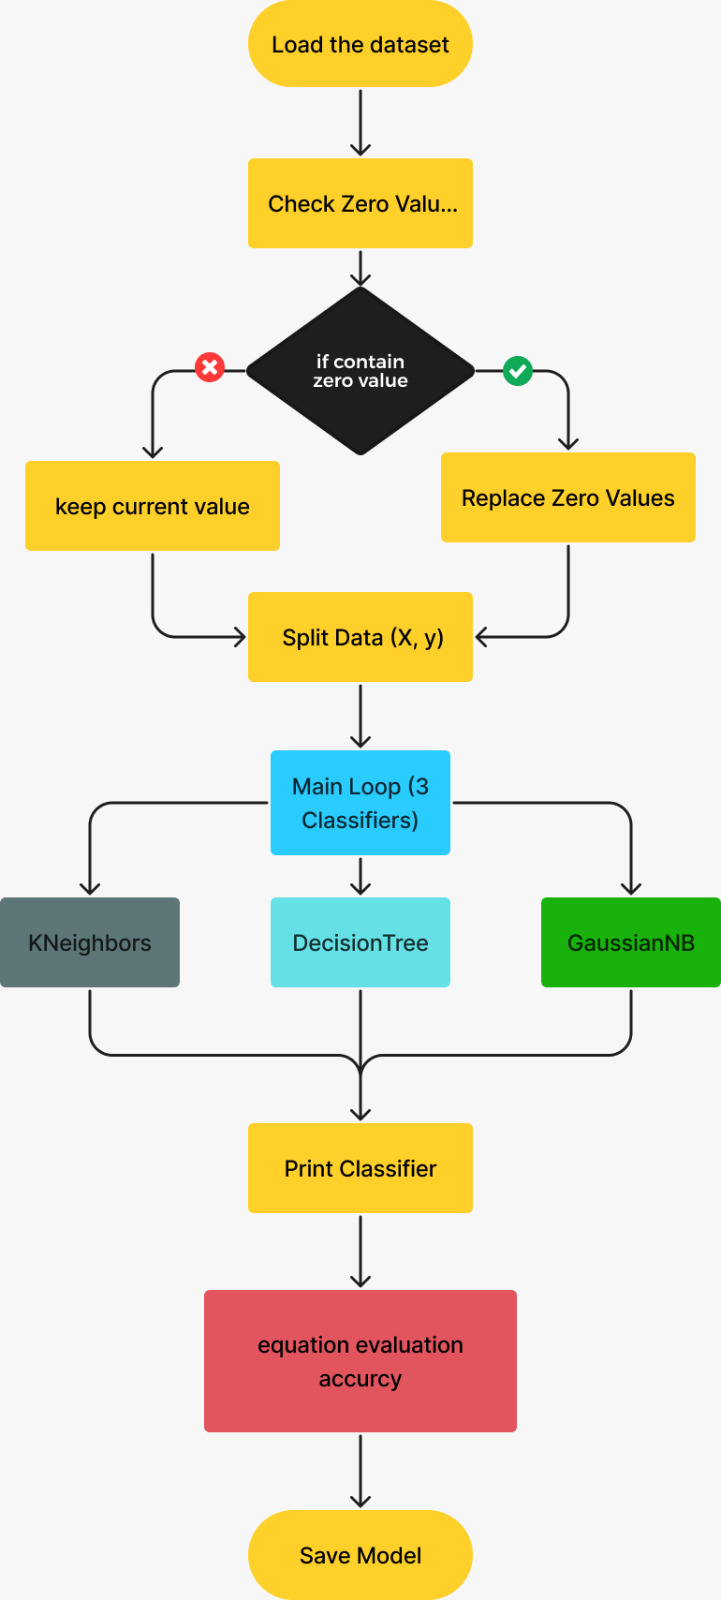 Load the dataset
Check Zero Valu...
if contain
zero value
keep current value
Replace Zero Values
Split Data (X, y)
Main Loop (3
Classifiers)
KNeighbors
DecisionTree
GaussianNB
Print Classifier
equation evaluation
accurcy
Save Model